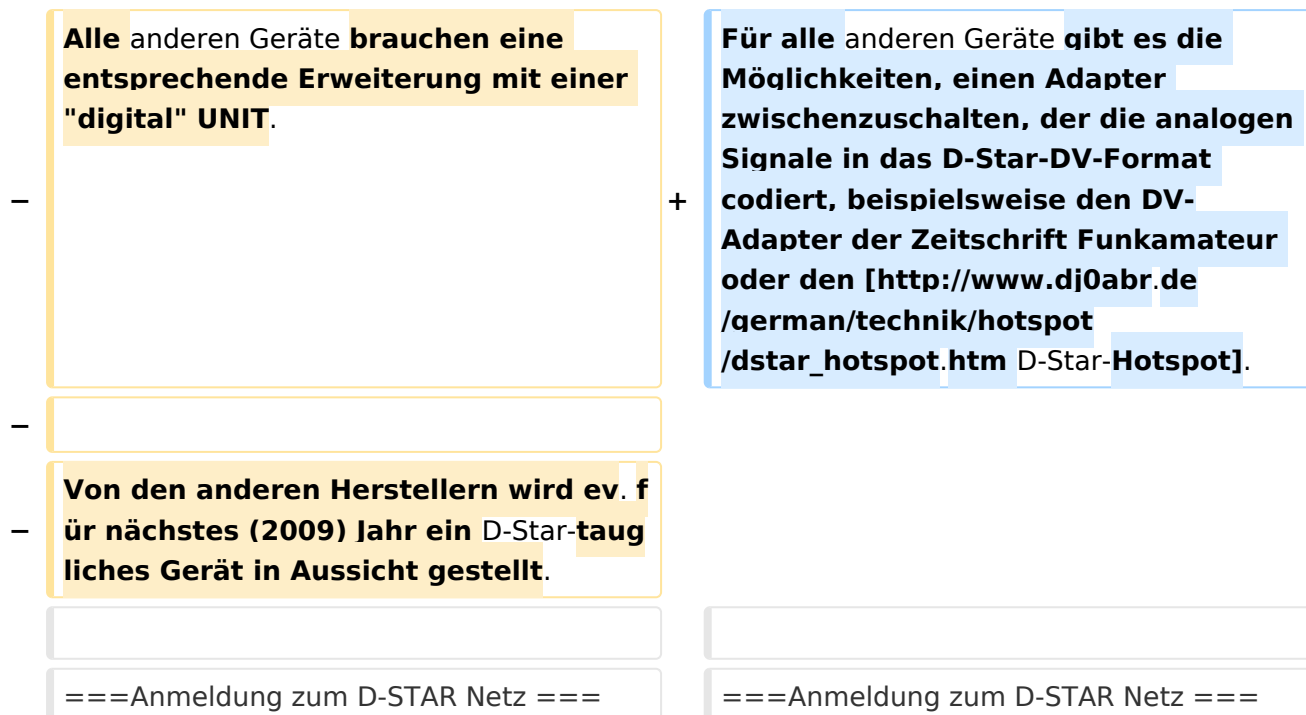 Alle anderen Geräte brauchen eine
entsprechende Erweiterung mit einer
"digital" UNIT.
−
+
Für alle anderen Geräte gibt es die
Möglichkeiten, einen Adapter
zwischenzuschalten, der die analogen
Signale in das D-Star-DV-Format
codiert, beispielsweise den DV-
Adapter der Zeitschrift Funkamateur
oder den [http://www.dj0abr.de
/german/technik/hotspot
/dstar_hotspot.htm D-Star-Hotspot].
−
−
Von den anderen Herstellern wird ev. f
ür nächstes (2009) Jahr ein D-Star-taug
liches Gerät in Aussicht gestellt.
===Anmeldung zum D-STAR Netz ===
===Anmeldung zum D-STAR Netz ===